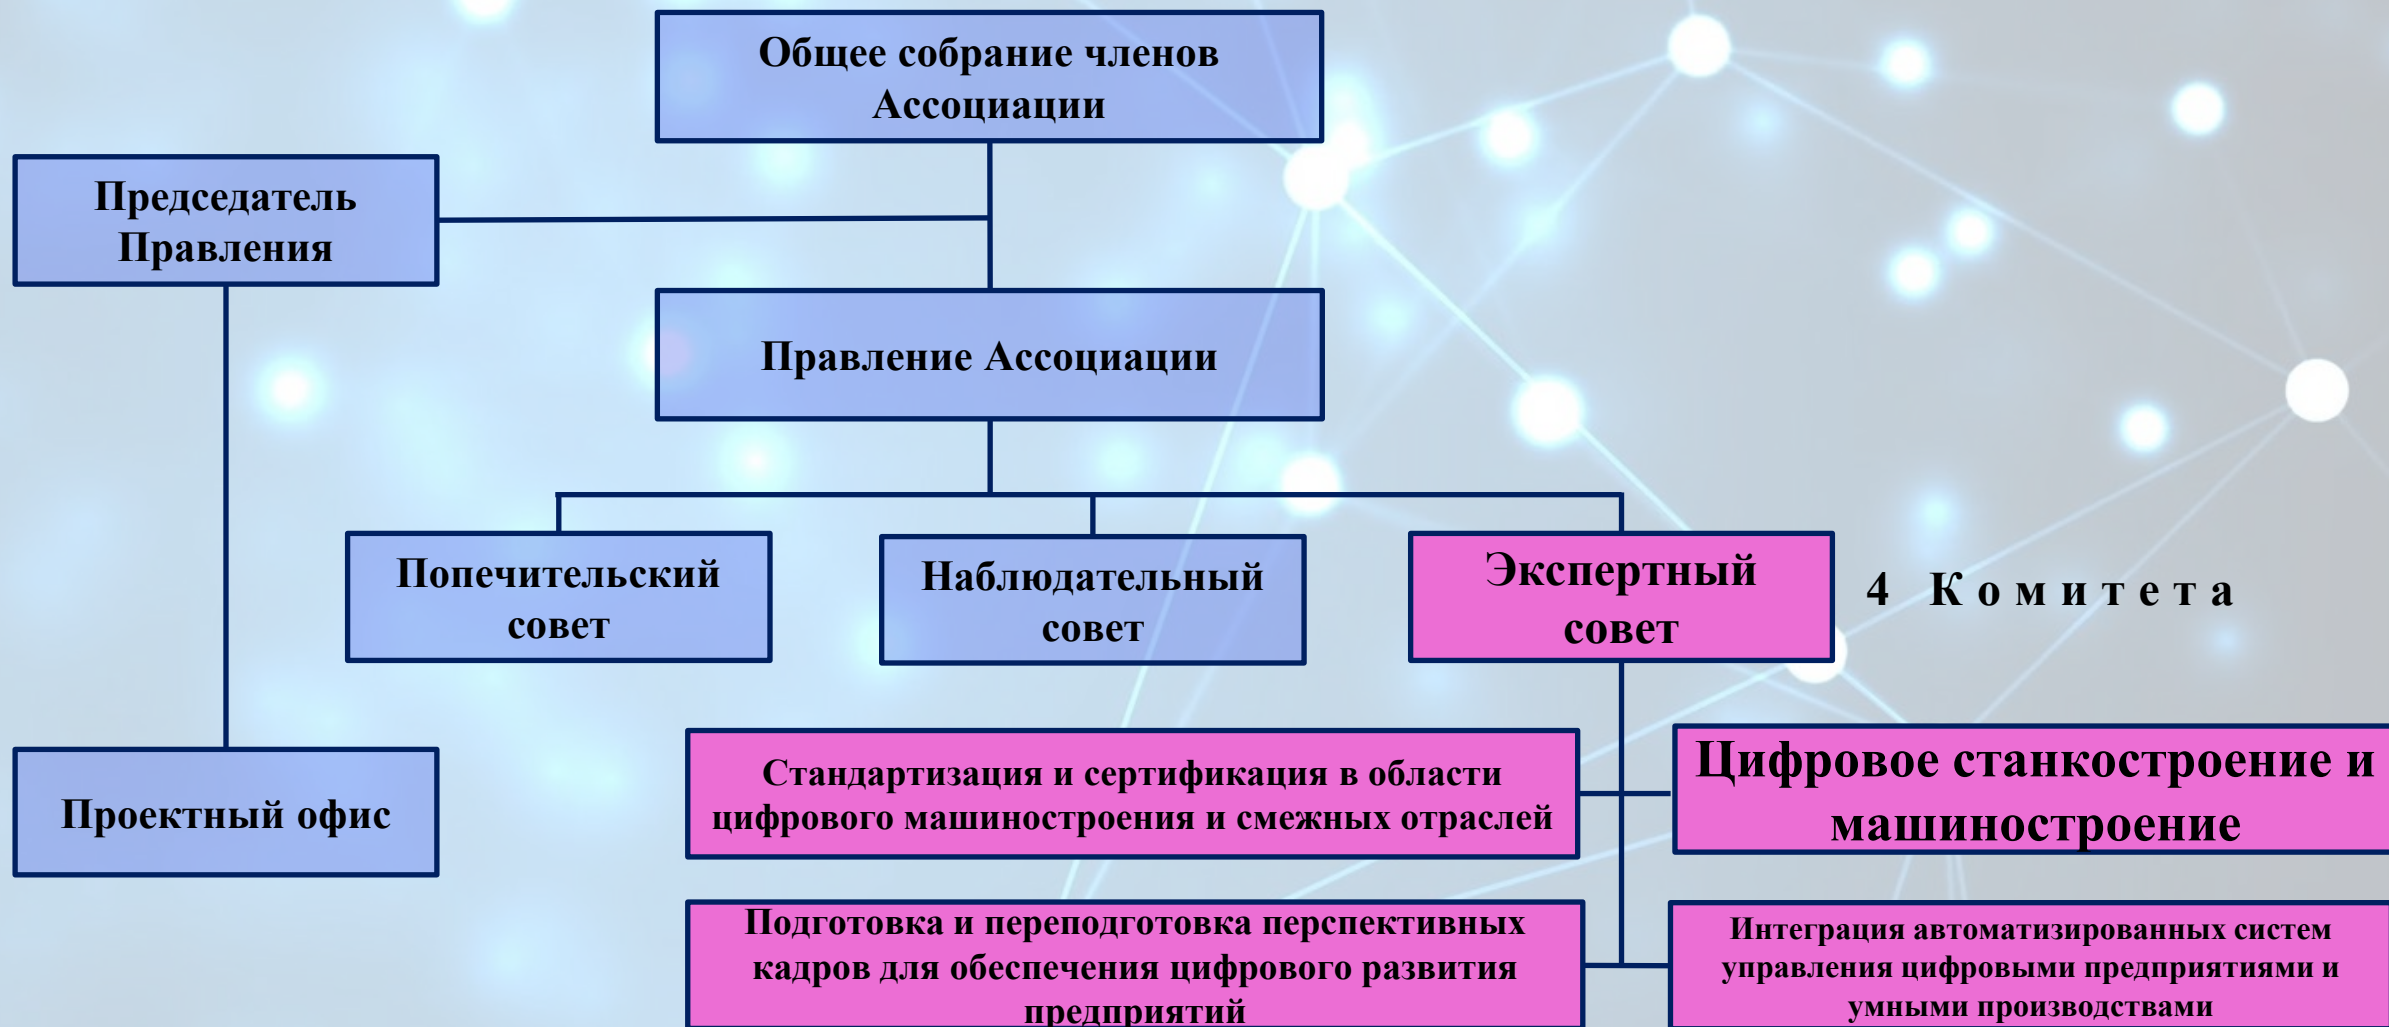 Общее собрание членов
Ассоциации
Председатель
Правления
Правление Ассоциации
Попечительский
совет
Наблюдательный
совет
Экспертный
совет
4 Комитета
Проектный офис
Стандартизация и сертификация в области
цифрового машиностроения и смежных отраслей
Цифровое станкостроение и
машиностроение
Подготовка и переподготовка перспективных
кадров для обеспечения цифрового развития
предприятий
Интеграция автоматизированных систем
управления цифровыми предприятиями и
умными производствами